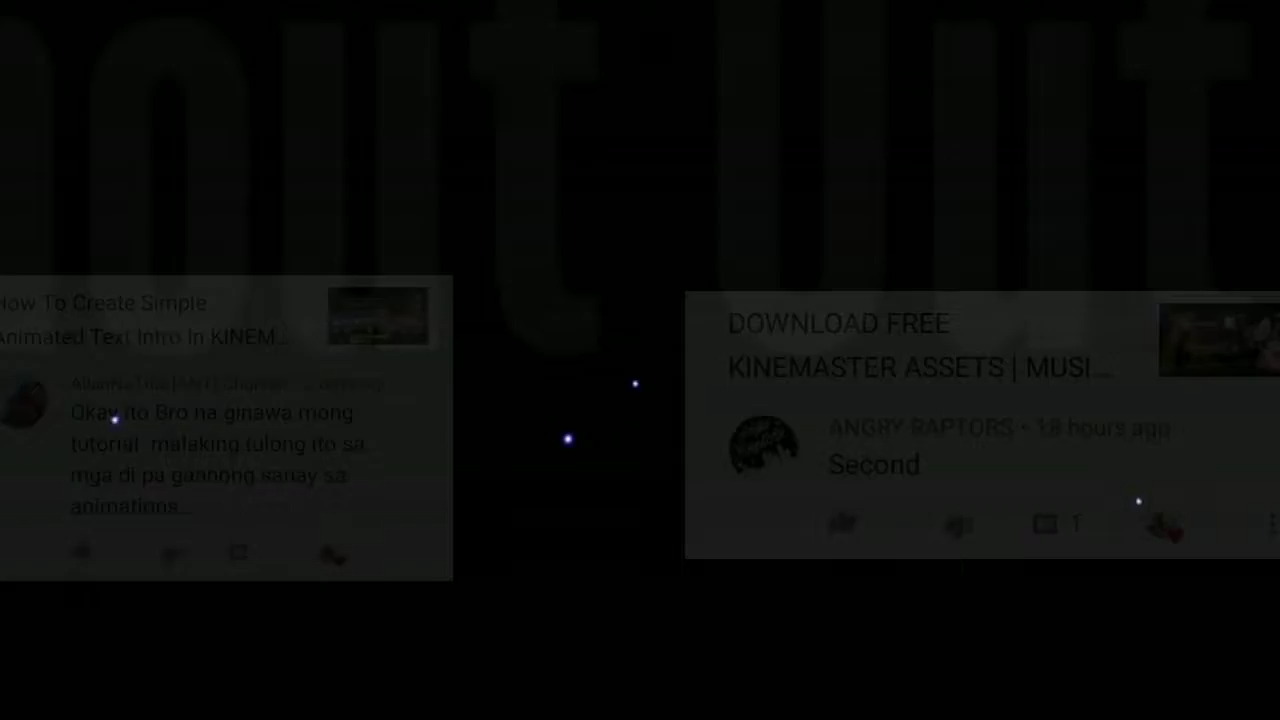 out out
How To Create Simple
Animated Text Intro In KINEM...
Okay ito Bro na ginawa mong
tutorial malaking tulong ito sa
mga di pa gaanong sanay sa
animations...
DOWNLOAD FREE
KINEMASTER ASSETS | MUSI...
ANGRY RAPTORS • 18 hours ago
Second
1